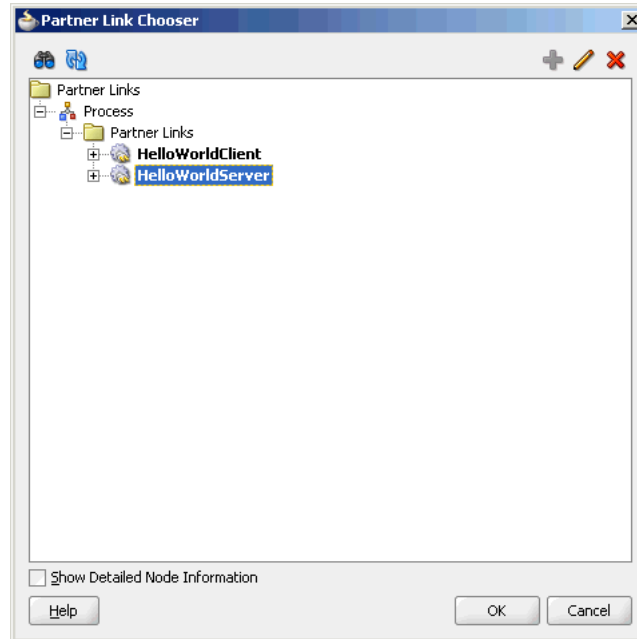 Partner Link Chooser
Partner Links
Process
Partner Links
HelloWorldClient
HelloWorldServer
Show Detailed Node Information
Help
OK
Cancel